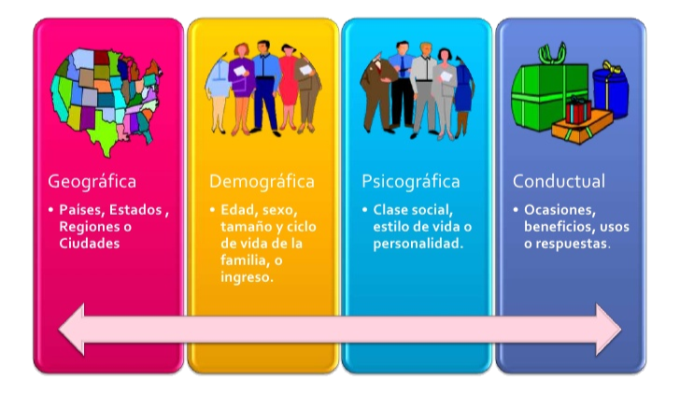 Geográfica
• Países, Estados ,
Regiones o
Ciudades
Demográfica
• Edad, sexo,
tamaño y ciclo
de vida de la
familia, o
ingreso.
Psicográfica
• Clase social,
estilo de vida o
personalidad.
Conductual
• Ocasiones,
beneficios, usos
o respuestas.